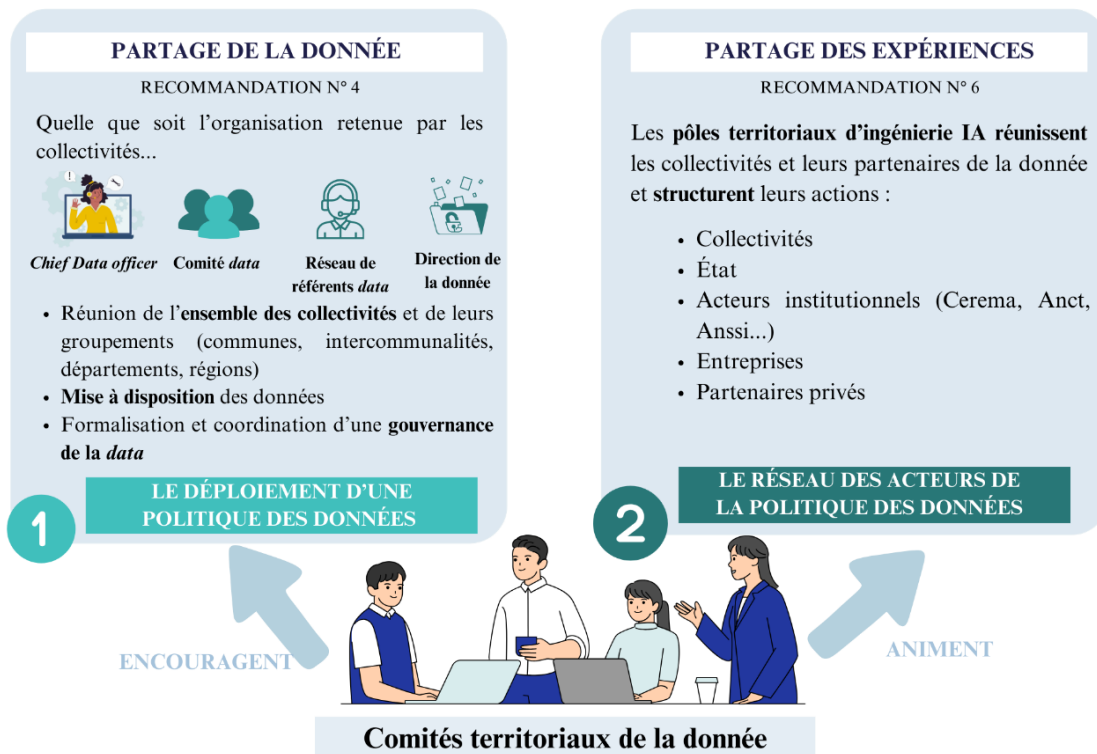 PARTAGE DE LA DONNÉE
RECOMMANDATION N° 4
Quelle que soit l’organisation retenue par les
collectivités...
Chief Data officer
Comité data
Réseau de
référents data
Direction de
la donnée
• Réunion de l’ensemble des collectivités et de leurs
groupements (communes, intercommunalités,
départements, régions)
• Mise à disposition des données
• Formalisation et coordination d’une gouvernance
de la data
1
LE DÉPLOIEMENT D’UNE
POLITIQUE DES DONNÉES
PARTAGE DES EXPÉRIENCES
RECOMMANDATION N° 6
Les pôles territoriaux d’ingénierie IA réunissent
les collectivités et leurs partenaires de la donnée
et structurent leurs actions :
• Collectivités
• État
• Acteurs institutionnels (Cerema, Anct,
Anssi...)
• Entreprises
• Partenaires privés
2
LE RÉSEAU DES ACTEURS DE
LA POLITIQUE DES DONNÉES
ENCOURAGENT
ANIMENT
Comités territoriaux de la donnée